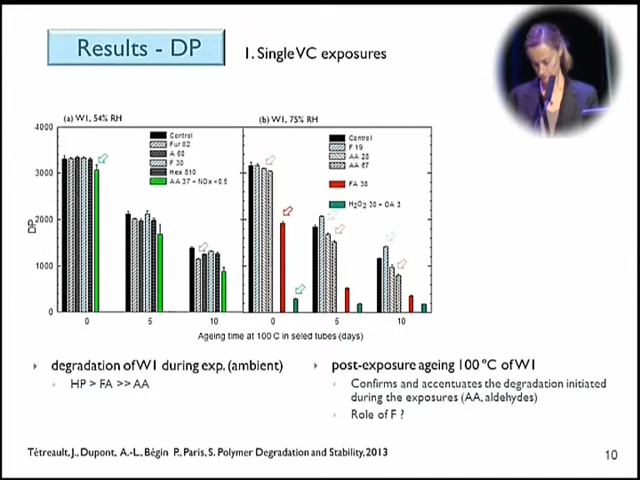 Results - DP
1. Single VC exposures
(a) W1, 54% RH
(b) W1, 75% RH
4000
3000
2000
1000
0
DP
Control
Fur 82
A 60
F 30
Hex 810
AA 37 + NOx <0.5
Control
F 19
AA 28
AA 67
FA 38
H2O2 30 + OA 3
0
5
10
0
5
10
Ageing time at 100 C in seled tubes (days)
degradation of W1 during exp. (ambient)
HP > FA >> AA
post-exposure ageing 100 ºC of W1
Confirms and accentuates the degradation initiated
during the exposures (AA, aldehydes)
Role of F ?
Tétreault, J., Dupont, A.-L., Bégin P., Paris, S. Polymer Degradation and Stability, 2013
10